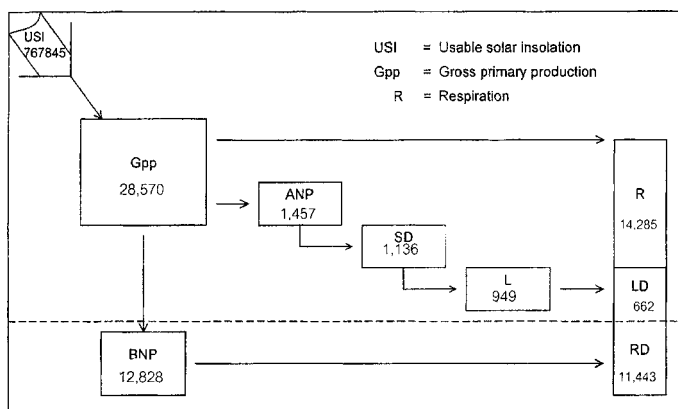 USI
767845
USI = Usable solar insolation
Gpp = Gross primary production
R = Respiration
Gpp
28,570
ANP
1,457
SD
1,136
L
949
R
14,285
LD
662
BNP
12,828
RD
11,443